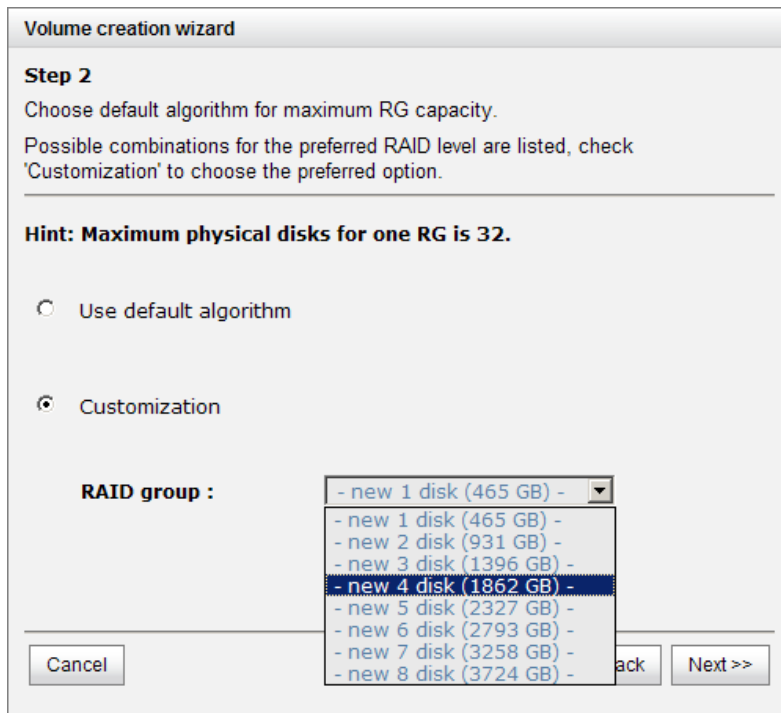 Volume creation wizard
Step 2
Choose default algorithm for maximum RG capacity.
Possible combinations for the preferred RAID level are listed, check
'Customization' to choose the preferred option.
Hint: Maximum physical disks for one RG is 32.
Use default algorithm
Customization
RAID group :
- new 1 disk (465 GB) -
- new 1 disk (465 GB) -
- new 2 disk (931 GB) -
- new 3 disk (1396 GB) -
- new 4 disk (1862 GB) -
- new 5 disk (2327 GB) -
- new 6 disk (2793 GB) -
- new 7 disk (3258 GB) -
- new 8 disk (3724 GB) -
Cancel
ack
Next >>